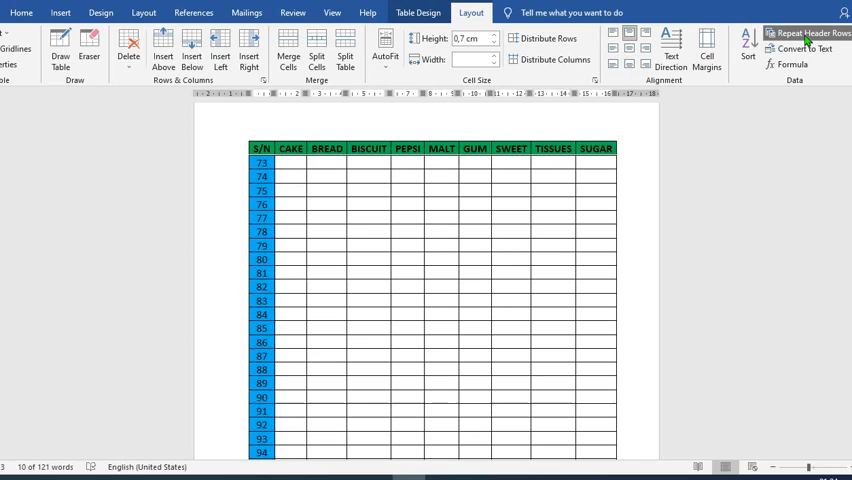 Home Insert Design Layout References Mailings Review View Help Table Design Layout Tell me what you want to do
Gridlines
Draw Table
Eraser
Draw
Delete
Insert Above
Insert Below
Insert Left
Insert Right
Rows & Columns
Merge Cells
Split Cells
Split Table
Merge
AutoFit
Height: 0,7 cm
Width:
Distribute Rows
Distribute Columns
Cell Size
Text Direction
Cell Margins
Alignment
Sort
Repeat Header Rows
Convert to Text
Formula
Data
S/N CAKE BREAD BISCUIT PEPSI MALT GUM SWEET TISSUES SUGAR
73
74
75
76
77
78
79
80
81
82
83
84
85
86
87
88
89
90
91
92
93
94
3 10 of 121 words English (United States)